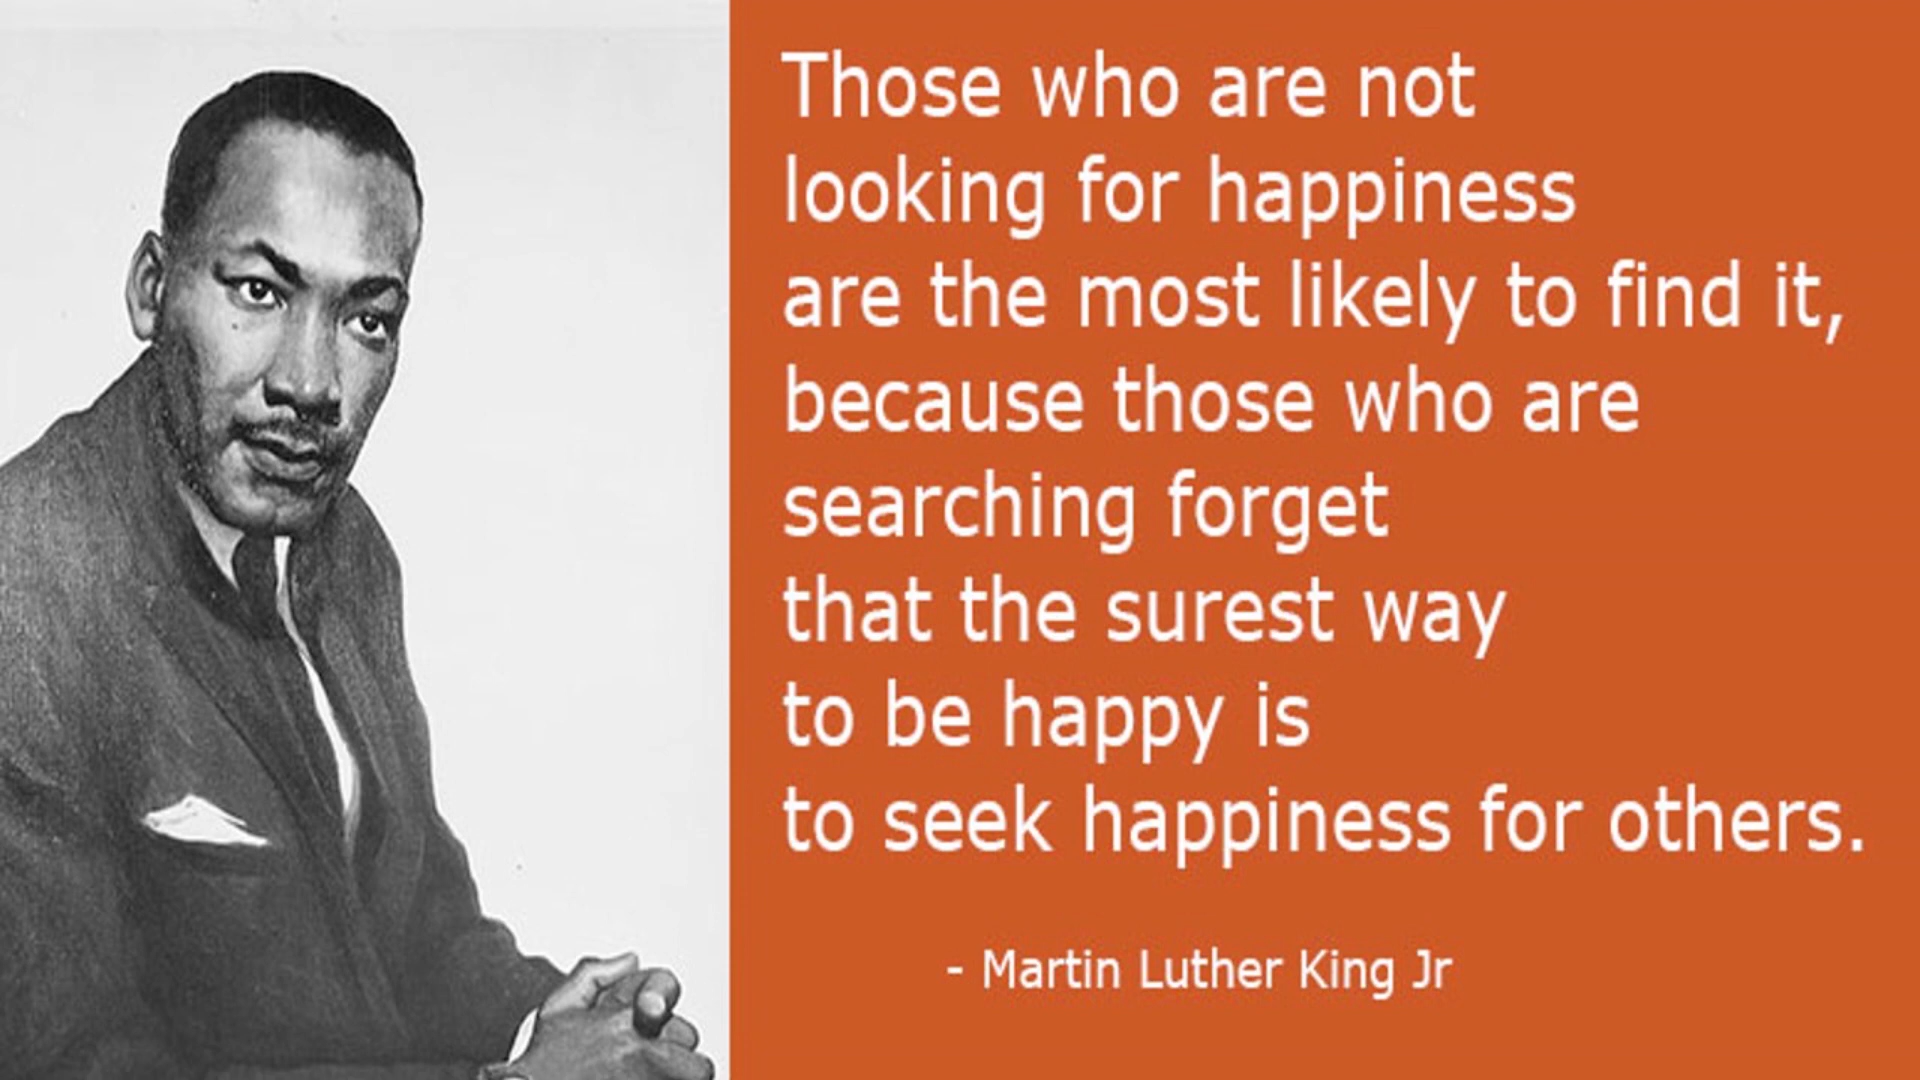 Those who are not
looking for happiness
are the most likely to find it,
because those who are
searching forget
that the surest way
to be happy is
to seek happiness for others.
- Martin Luther King Jr